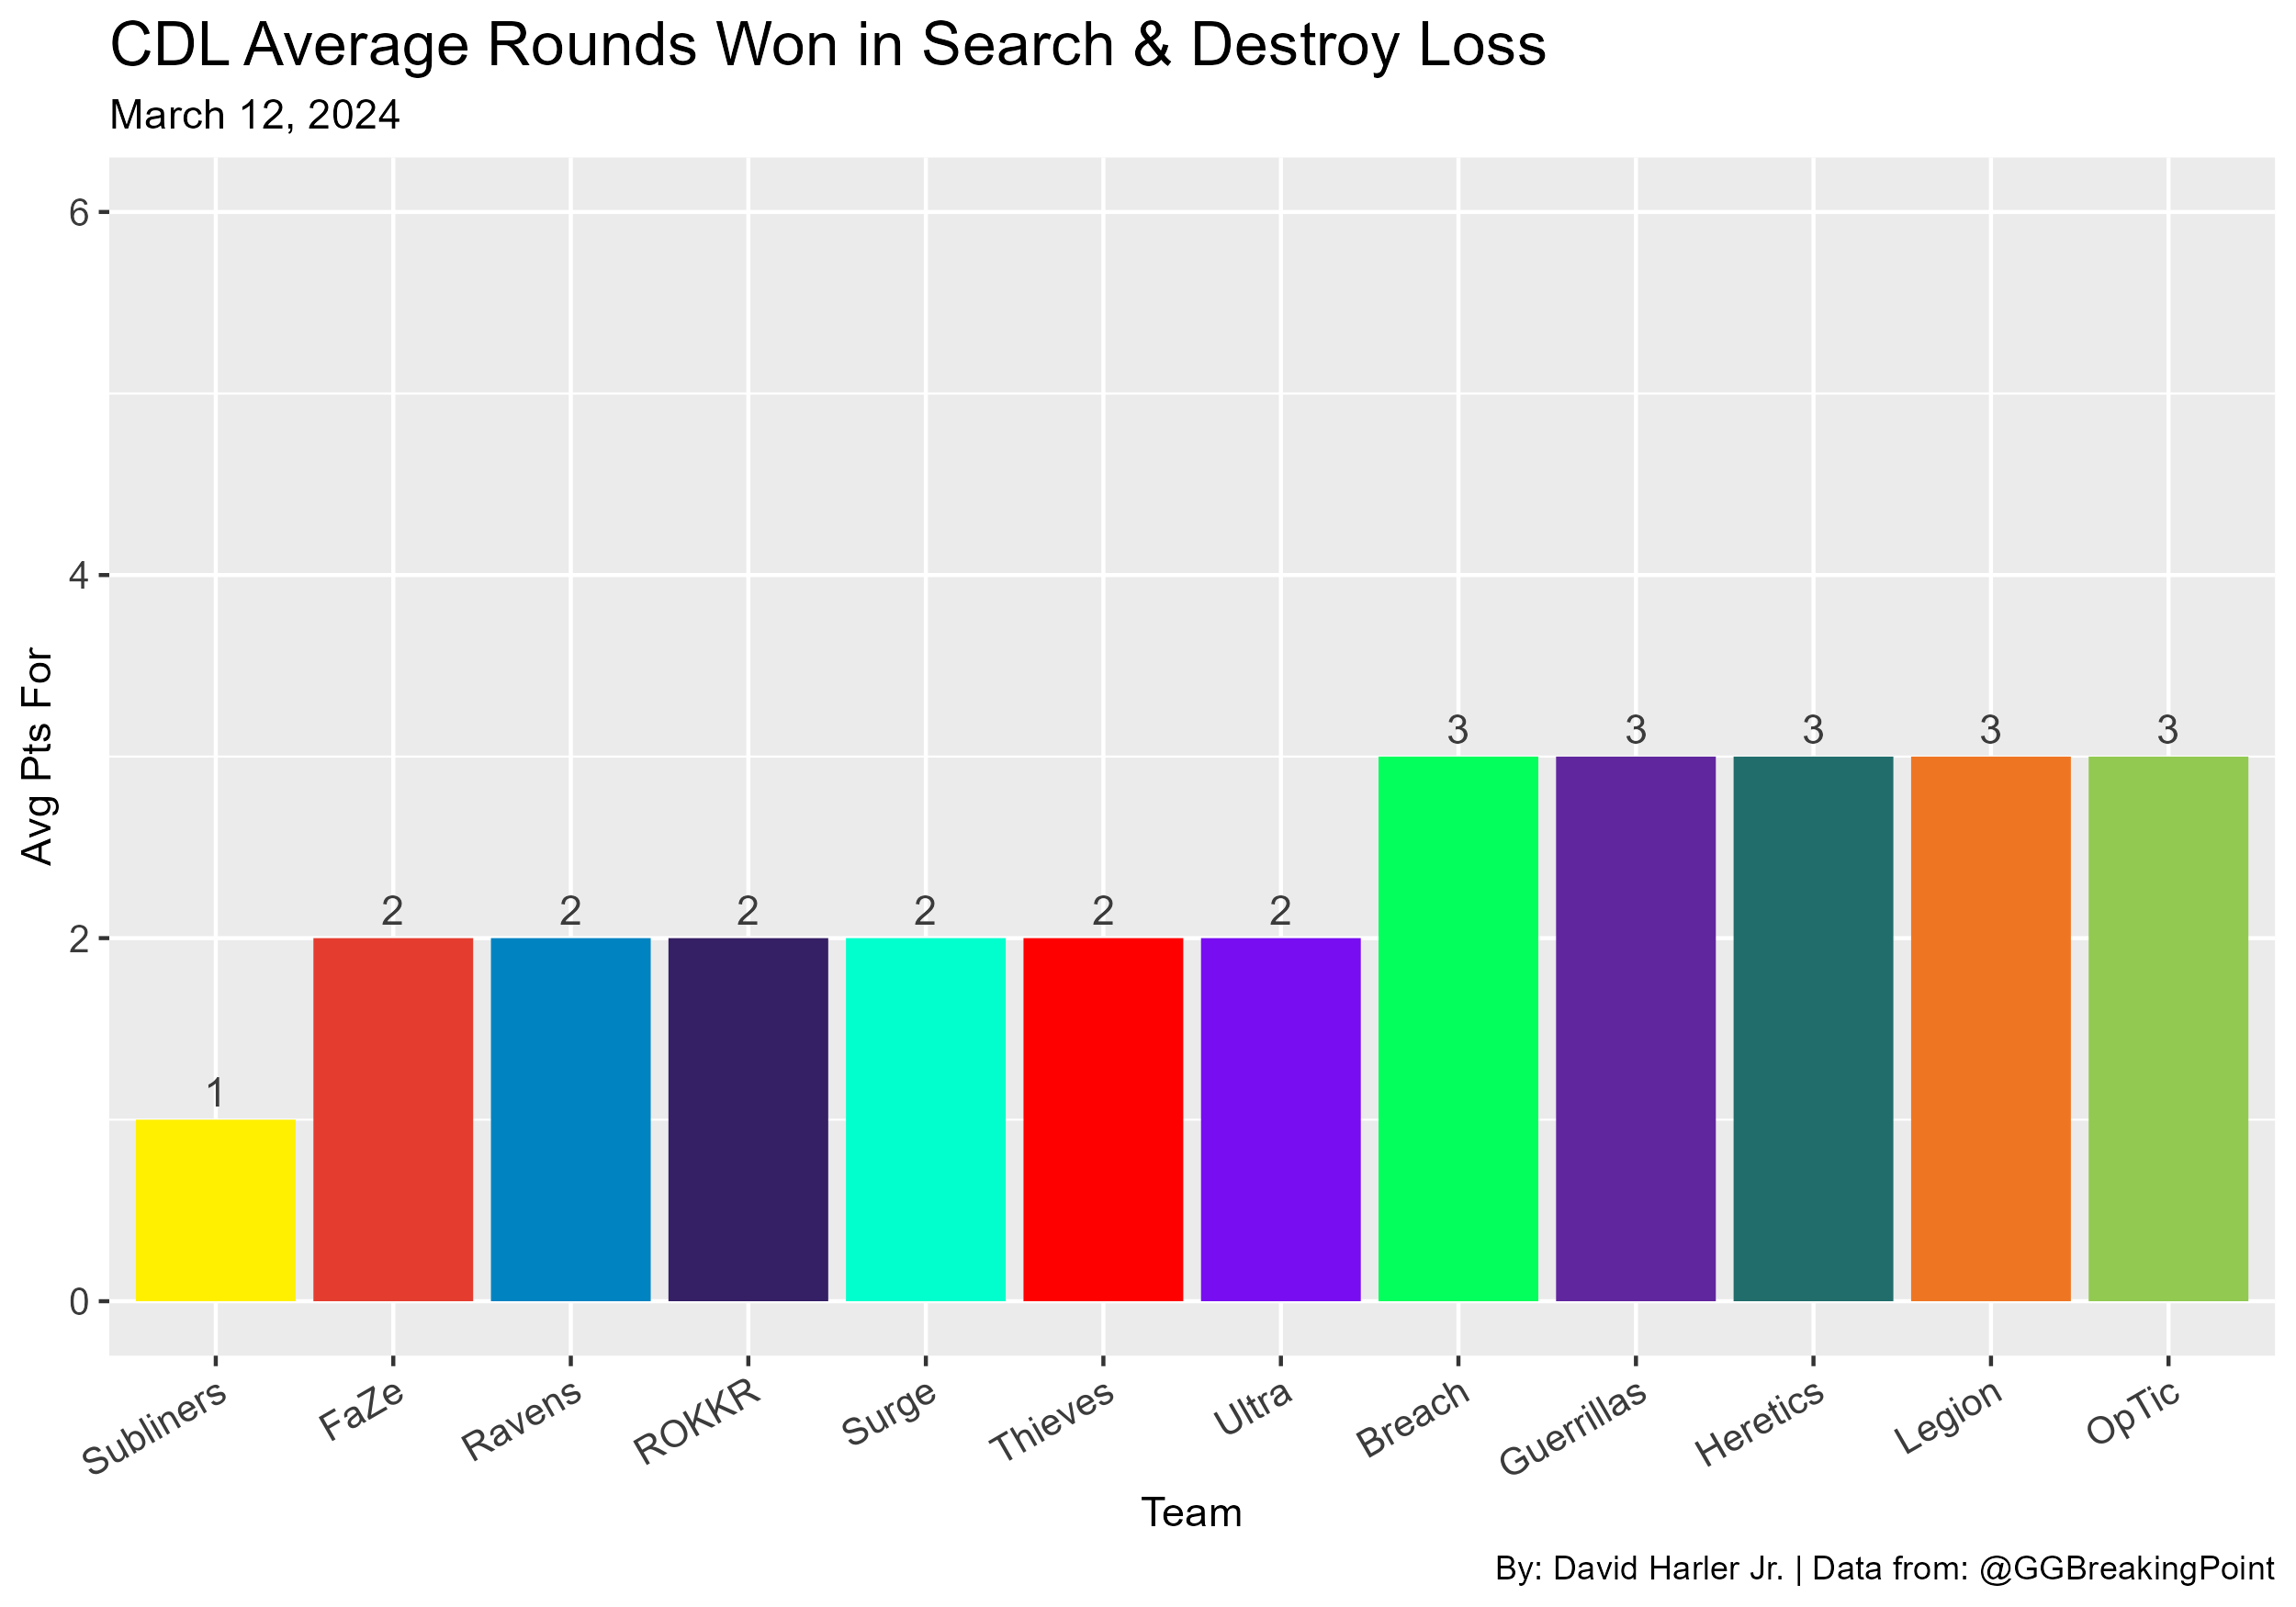 CDL Average Rounds Won in Search & Destroy Loss
March 12, 2024
Avg Pts For
6
4
2
0
1
2
2
2
2
2
2
3
3
3
3
3
Subliners
FaZe
Ravens
ROKKR
Surge
Thieves
Ultra
Breach
Guerrillas
Heretics
Legion
OpTic
Team
By: David Harler Jr. | Data from: @GGBreakingPoint